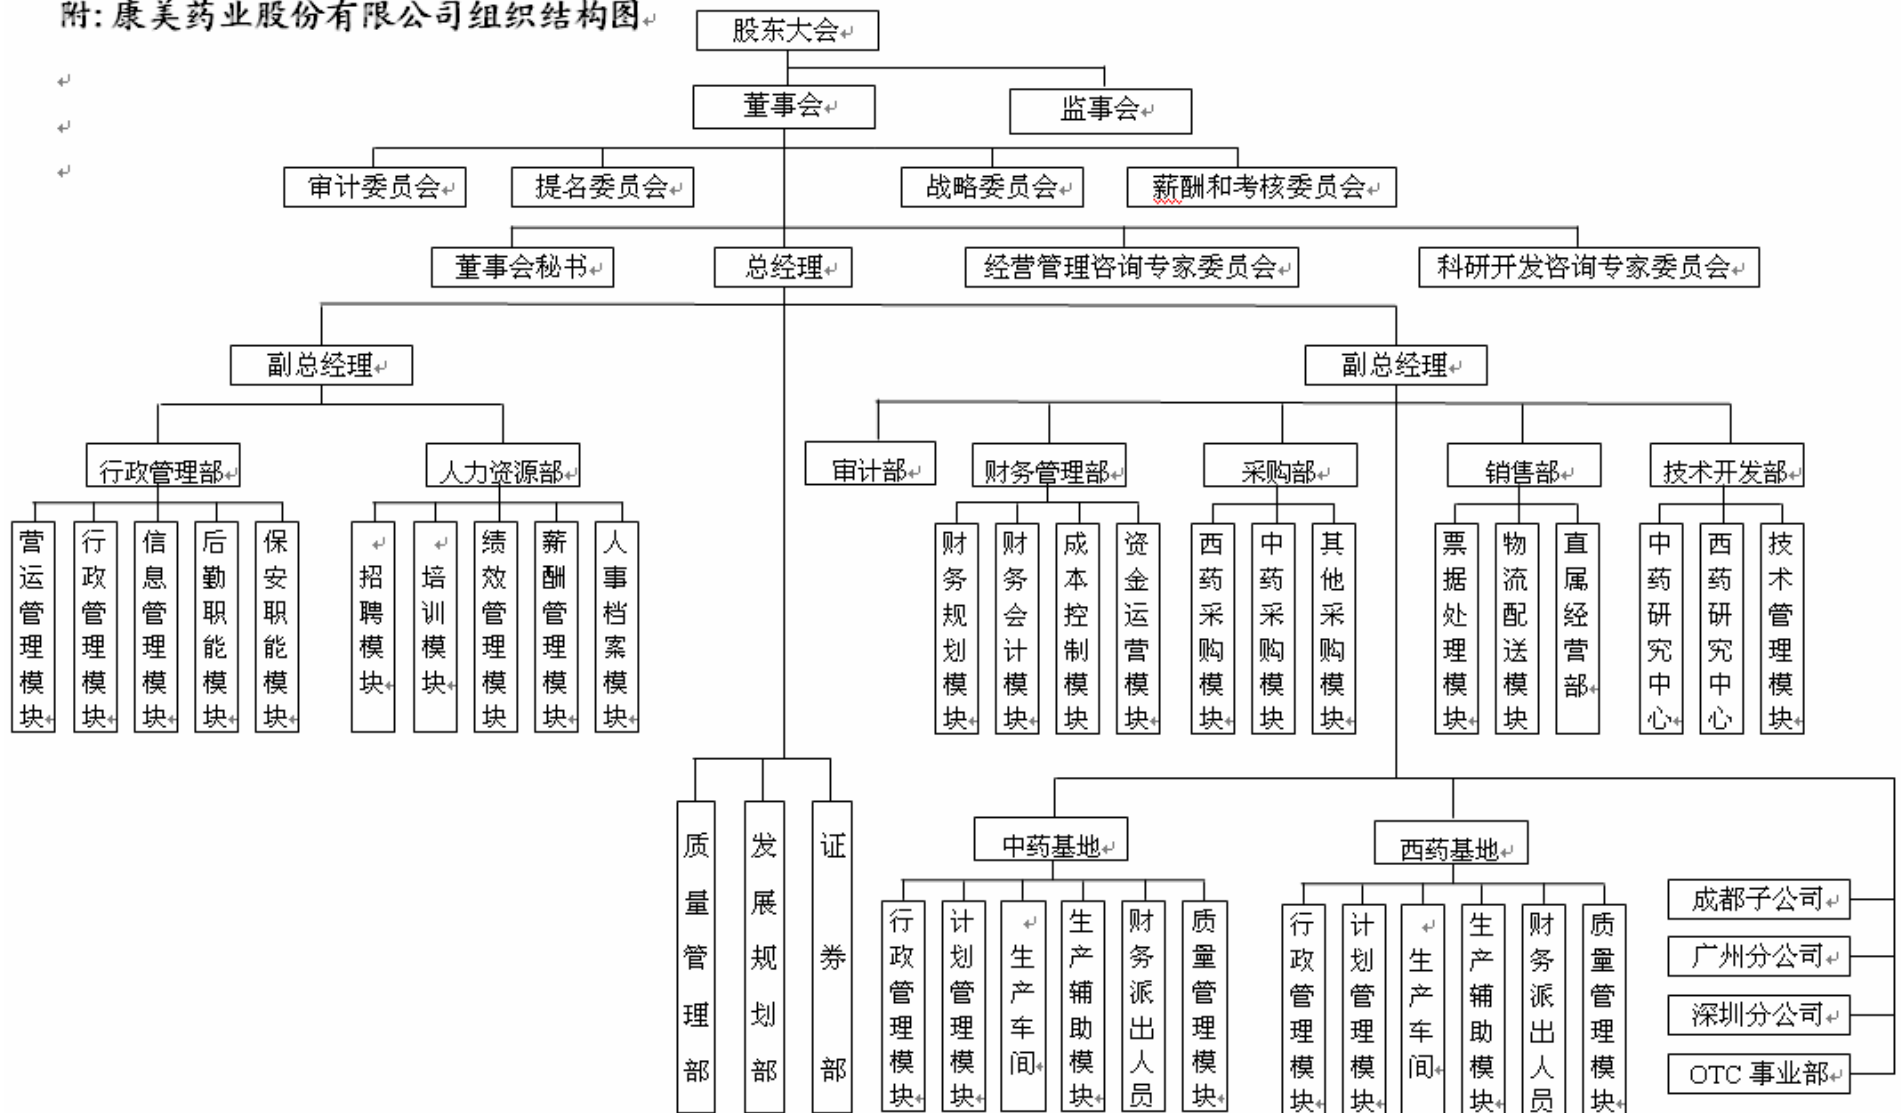 附: 康美药业股份有限公司组织结构图
股东大会
董事会
监事会
审计委员会
提名委员会
战略委员会
薪酬和考核委员会
董事会秘书
总经理
经营管理咨询专家委员会
科研开发咨询专家委员会
副总经理
副总经理
行政管理部
人力资源部
审计部
财务管理部
采购部
销售部
技术开发部
营运管理模块
行政管理模块
信息管理模块
后勤职能模块
保安职能模块
招聘模块
培训模块
绩效管理模块
薪酬管理模块
人事档案模块
财务规划模块
财务会计模块
成本控制模块
资金运营模块
西药采购模块
中药采购模块
其他采购模块
票据处理模块
物流配送模块
直属经营部
中药研究中心
西药研究中心
技术管理模块
质量管理部
发展规划部
证券部
中药基地
西药基地
行政管理模块
计划管理模块
生产车间
生产辅助模块
财务派出人员
质量管理模块
行政管理模块
计划管理模块
生产车间
生产辅助模块
财务派出人员
质量管理模块
成都子公司
广州分公司
深圳分公司
OTC 事业部